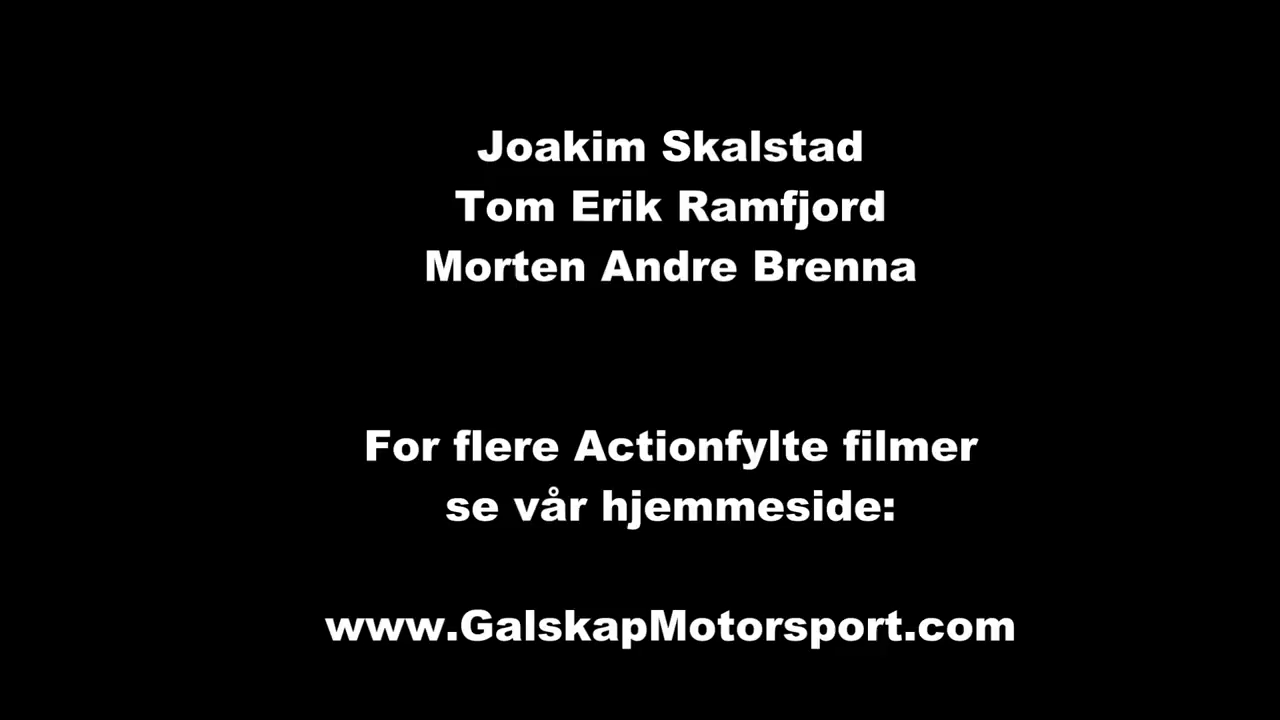 Joakim Skalstad
Tom Erik Ramfjord
Morten Andre Brenna
For flere Actionfylte filmer
se vår hjemmeside:
www.GalskapMotorsport.com